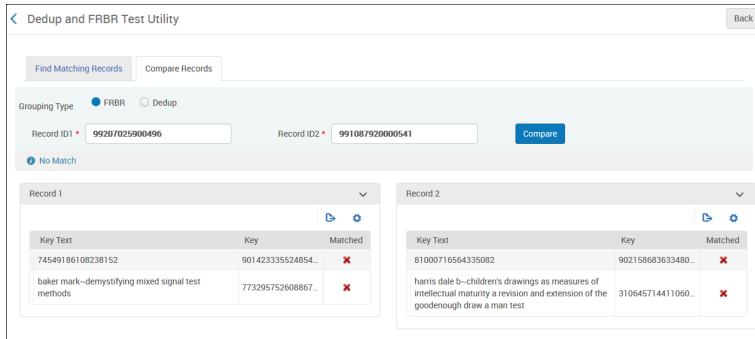 Dedup and FRBR Test Utility
Back
Find Matching Records
Compare Records
Grouping Type
FRBR
Dedup
Record ID1 *
99207025900496
Record ID2 *
991087920000541
Compare
No Match
Record 1
Key Text
Key
Matched
74549186108238152
901423335524854...
baker mark~demystifying mixed signal test
methods
773295752608867...
Record 2
Key Text
Key
Matched
81000716564335082
902158683633480...
harris dale b~children's drawings as measures of
intellectual maturity a revision and extension of the
goodenough draw a man test
310645714411060...